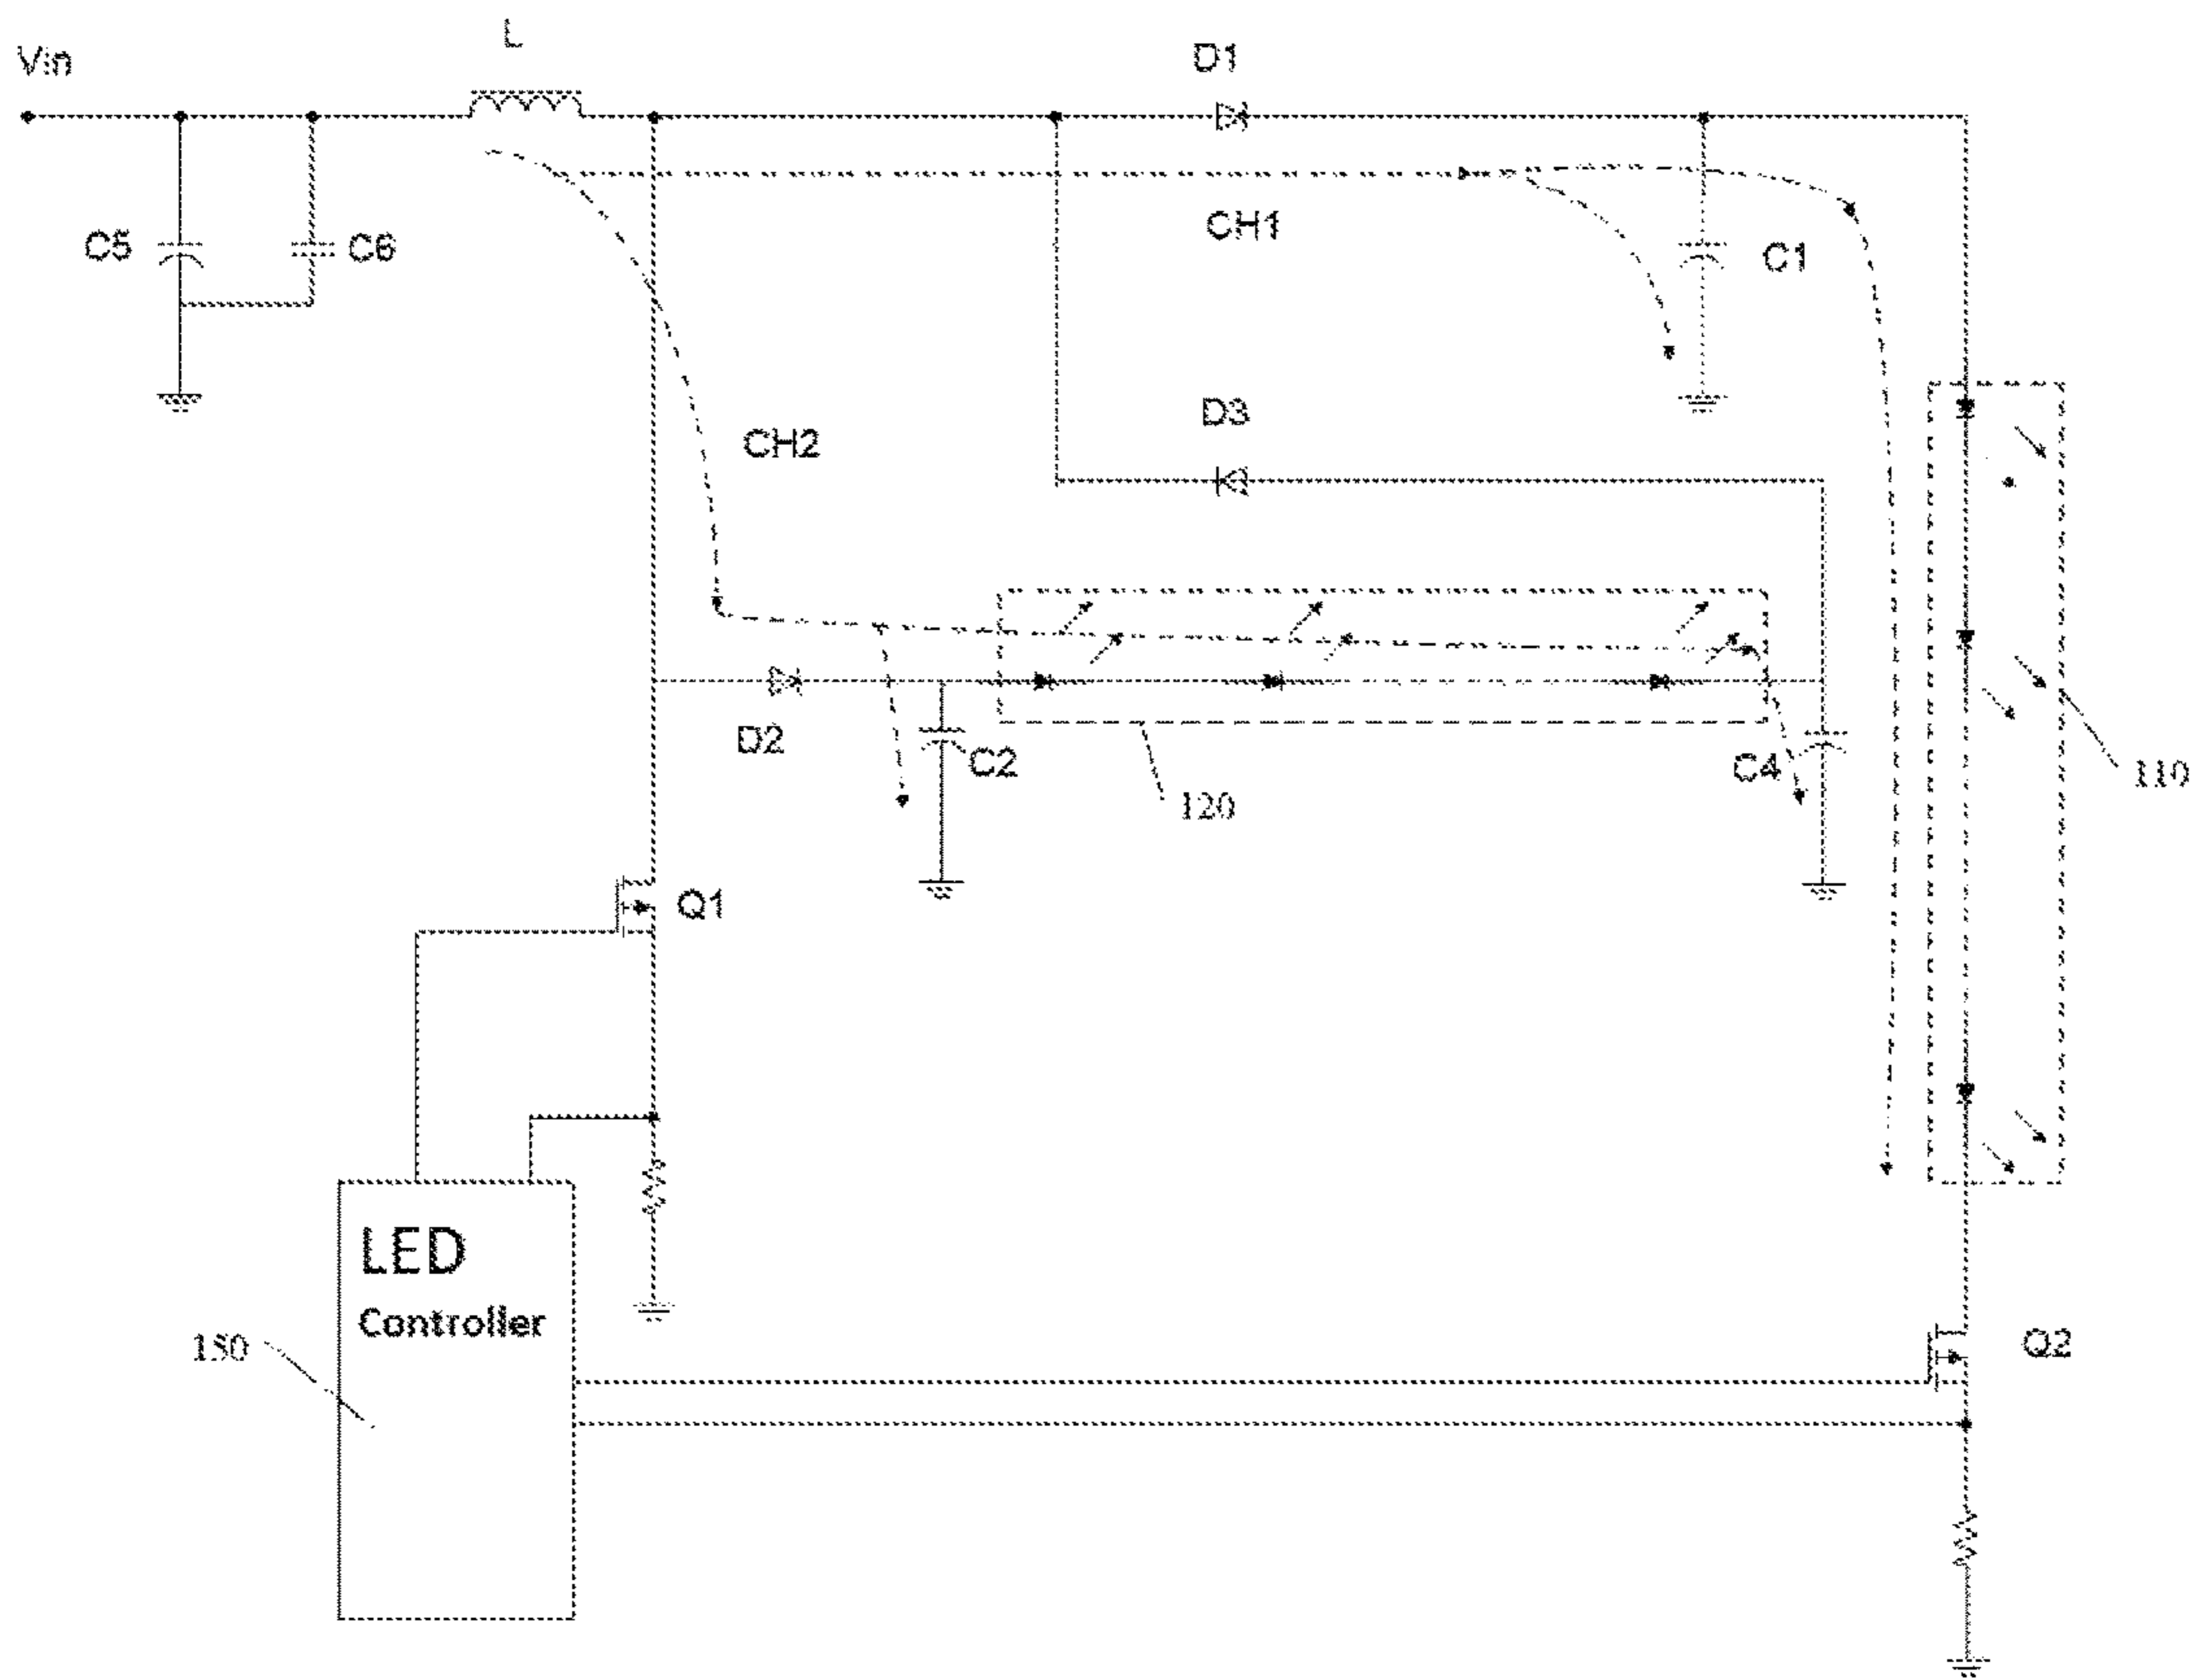 L
Vin
D1
C5
C6
CH1
C1
D3
CH2
D2
C2
C4
120
110
Q1
LED
Controller
150
Q2